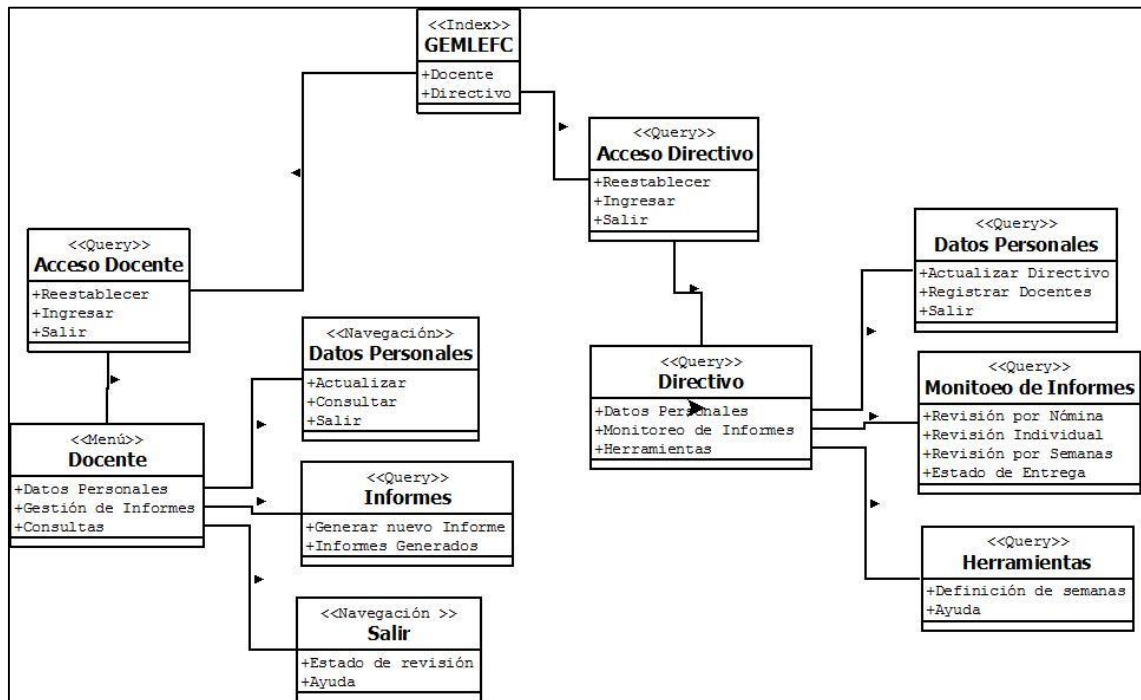 <<Index>>
GEMLEFC
+Docente
+Directivo
<<Query>>
Acceso Directivo
+Reestablecer
+Ingresar
+Salir
<<Query>>
Acceso Docente
+Reestablecer
+Ingresar
+Salir
<<Query>>
Datos Personales
+Actualizar Directivo
+Registrar Docentes
+Salir
<<Navegación>>
Datos Personales
+Actualizar
+Consultar
+Salir
<<Query>>
Directivo
+Datos Personales
+Monitoreo de Informes
+Herramientas
<<Query>>
Monitoeo de Informes
+Revisión por Nómina
+Revisión Individual
+Revisión por Semanas
+Estado de Entrega
<<Menú>>
Docente
+Datos Personales
+Gestión de Informes
+Consultas
<<Query>>
Informes
+Generar nuevo Informe
+Informes Generados
<<Query>>
Herramientas
+Definición de semanas
+Ayuda
<<Navegación >>
Salir
+Estado de revisión
+Ayuda